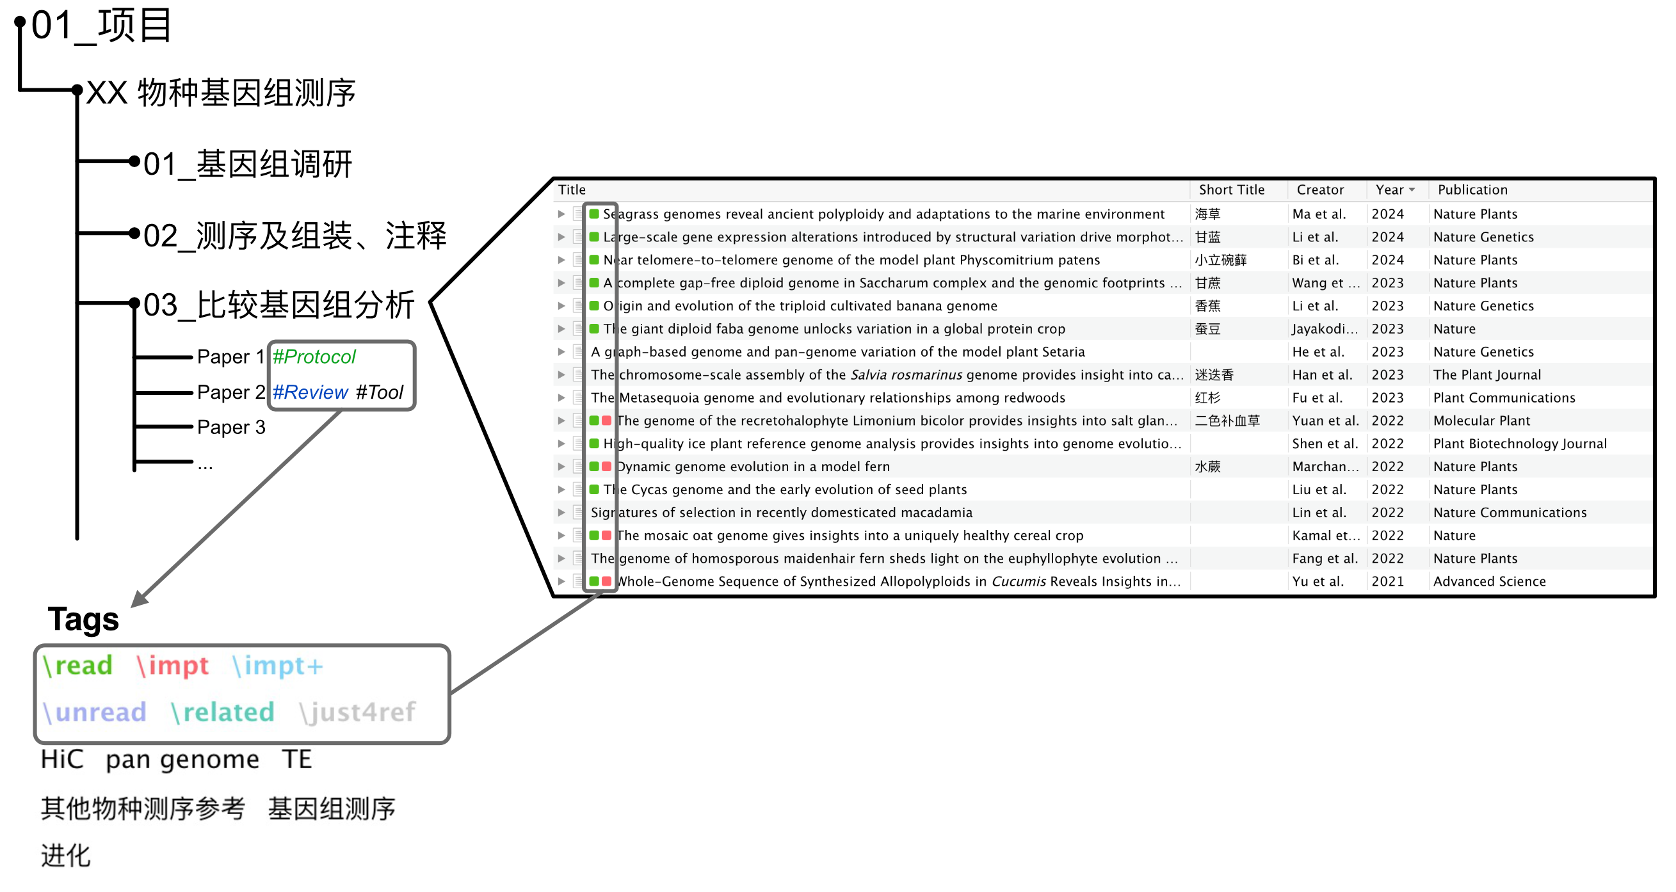 01_项目
XX 物种基因组测序
01_基因组调研
02_测序及组装、注释
03_比较基因组分析
Paper 1 #Protocol
Paper 2 #Review #Tool
Paper 3
...
Title Short Title Creator Year Publication
Seagrass genomes reveal ancient polyploidy and adaptations to the marine environment 海草 Ma et al. 2024 Nature Plants
Large-scale gene expression alterations introduced by structural variation drive morphot... 甘蓝 Li et al. 2024 Nature Genetics
Near telomere-to-telomere genome of the model plant Physcomitrium patens 小立碗藓 Bi et al. 2024 Nature Plants
A complete gap-free diploid genome in Saccharum complex and the genomic footprints ... 甘蔗 Wang et ... 2023 Nature Plants
Origin and evolution of the triploid cultivated banana genome 香蕉 Li et al. 2023 Nature Genetics
The giant diploid faba genome unlocks variation in a global protein crop 蚕豆 Jayakodi... 2023 Nature
A graph-based genome and pan-genome variation of the model plant Setaria He et al. 2023 Nature Genetics
The chromosome-scale assembly of the Salvia rosmarinus genome provides insight into ca... 迷迭香 Han et al. 2023 The Plant Journal
The Metasequoia genome and evolutionary relationships among redwoods 红杉 Fu et al. 2023 Plant Communications
The genome of the recretohalophyte Limonium bicolor provides insights into salt glan... 二色补血草 Yuan et al. 2022 Molecular Plant
High-quality ice plant reference genome analysis provides insights into genome evolutio... Shen et al. 2022 Plant Biotechnology Journal
Dynamic genome evolution in a model fern 水蕨 Marchan... 2022 Nature Plants
The Cycas genome and the early evolution of seed plants Liu et al. 2022 Nature Plants
Signatures of selection in recently domesticated macadamia Lin et al. 2022 Nature Communications
The mosaic oat genome gives insights into a uniquely healthy cereal crop Kamal et... 2022 Nature
The genome of homosporous maidenhair fern sheds light on the euphyllophyte evolution ... Fang et al. 2022 Nature Plants
Whole-Genome Sequence of Synthesized Allopolyploids in Cucumis Reveals Insights in... Yu et al. 2021 Advanced Science
Tags
\read \impt \impt+
\unread \related \just4ref
HiC pan genome TE
其他物种测序参考 基因组测序
进化